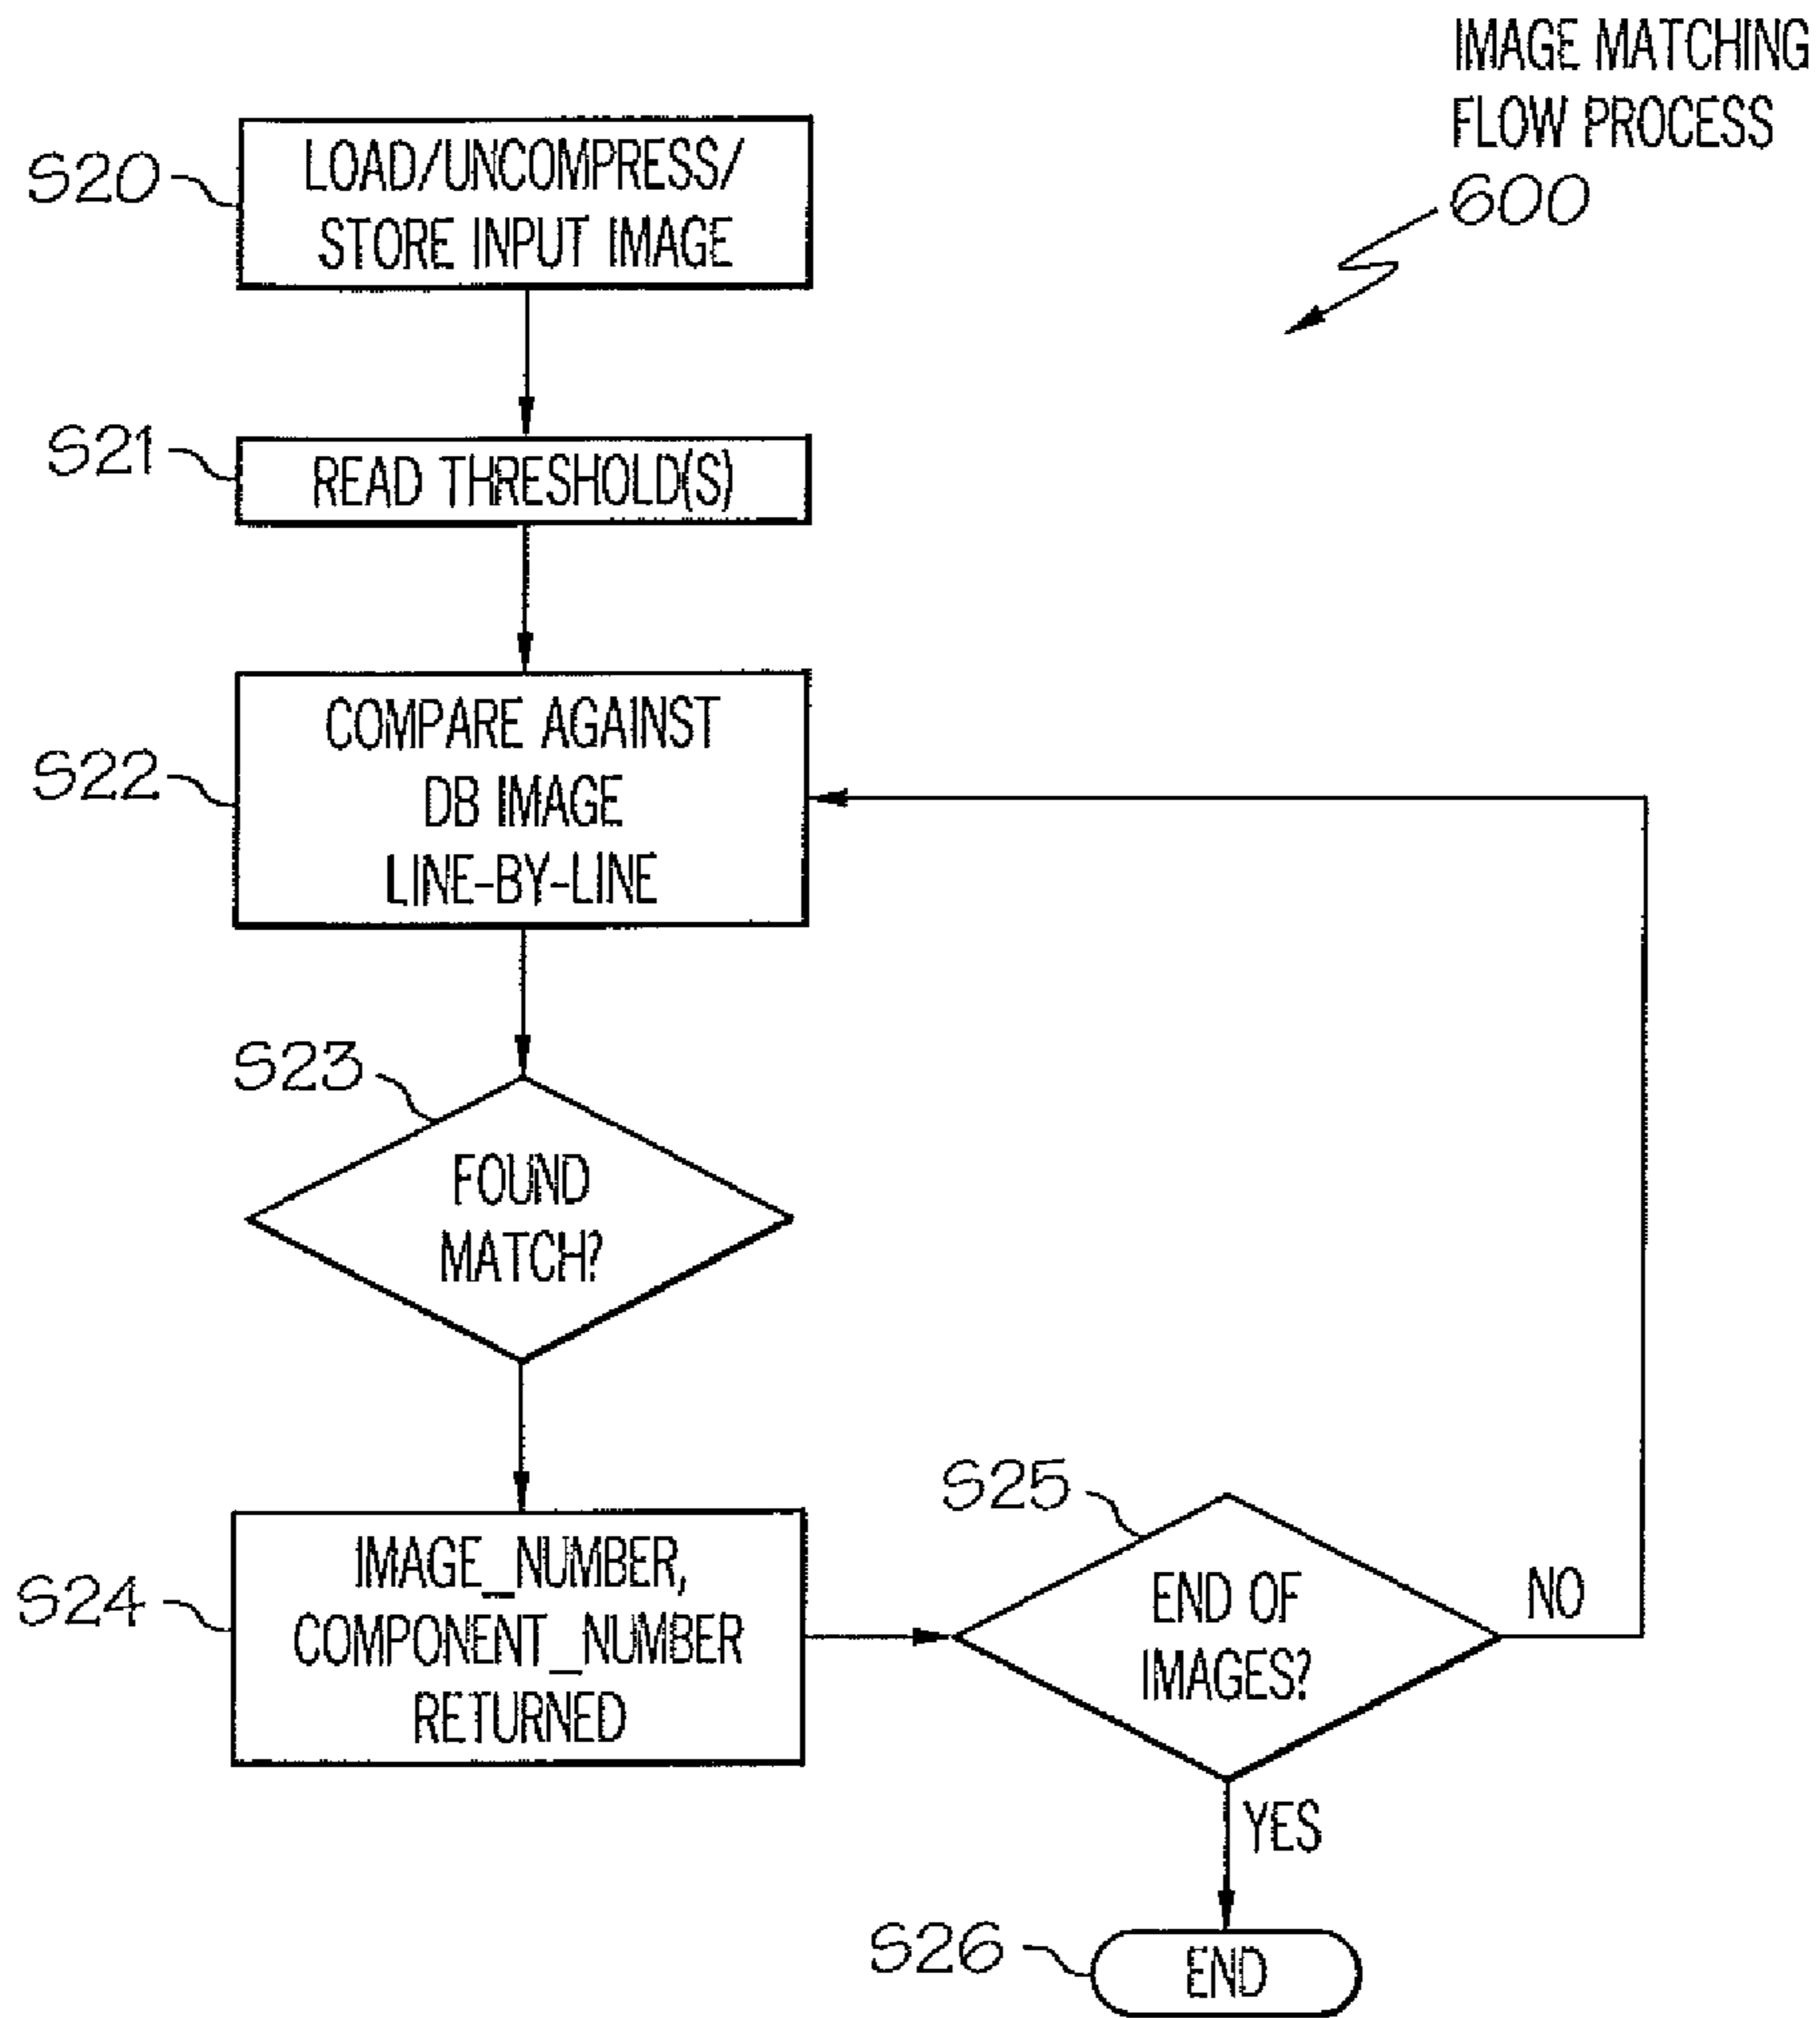 IMAGE MATCHING
FLOW PROCESS
600
S20
LOAD/UNCOMPRESS/
STORE INPUT IMAGE
S21
READ THRESHOLD(S)
S22
COMPARE AGAINST
DB IMAGE
LINE-BY-LINE
S23
FOUND
MATCH?
S24
IMAGE_NUMBER,
COMPONENT_NUMBER
RETURNED
S25
END OF
IMAGES?
NO
YES
S26
END